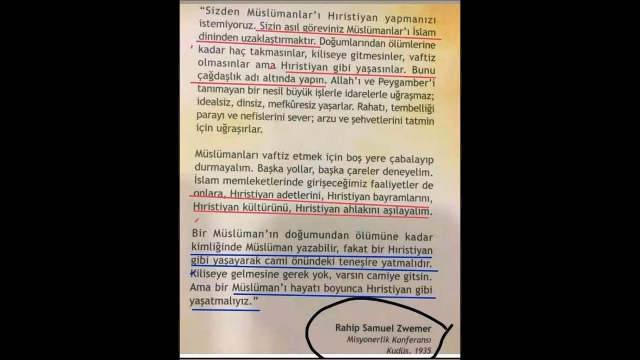 “Sizden Müslümanlar’ı Hıristiyan yapmanızı
istemiyoruz. Sizin asıl göreviniz Müslümanlar’ı İslam
dininden uzaklaştırmaktır. Doğumlarından ölümlerine
kadar haç takmasınlar, kiliseye gitmesinler, vaftiz
olmasınlar ama Hıristiyan gibi yaşasınlar. Bunu
çağdaşlık adı altında yapın. Allah’ı ve Peygamber’i
tanımayan bir nesil büyük işlerle idarelerle uğraşmaz;
idealsiz, dinsiz, mefkûresiz yaşarlar. Rahatı, tembelliği
parayı ve nefislerini sever; arzu ve şehvetlerini tatmin
için uğraşırlar.
Müslümanları vaftiz etmek için boş yere çabalayıp
durmayalım. Başka yollar, başka çareler deneyelim.
İslam memleketlerinde girişeceğimiz faaliyetler de
onlara, Hıristiyan adetlerini, Hıristiyan bayramlarını,
Hıristiyan kültürünü, Hıristiyan ahlakını aşılayalım.
Bir Müslüman’ın doğumundan ölümüne kadar
kimliğinde Müslüman yazabilir, fakat bir Hıristiyan
gibi yaşayarak cami önündeki teneşire yatmalıdır.
Kiliseye gelmesine gerek yok, varsın camiye gitsin.
Ama bir Müslüman’ı hayatı boyunca Hıristiyan gibi
yaşatmalıyız.”
Rahip Samuel Zwemer
Misyonerlik Konferansı
Kudüs, 1935